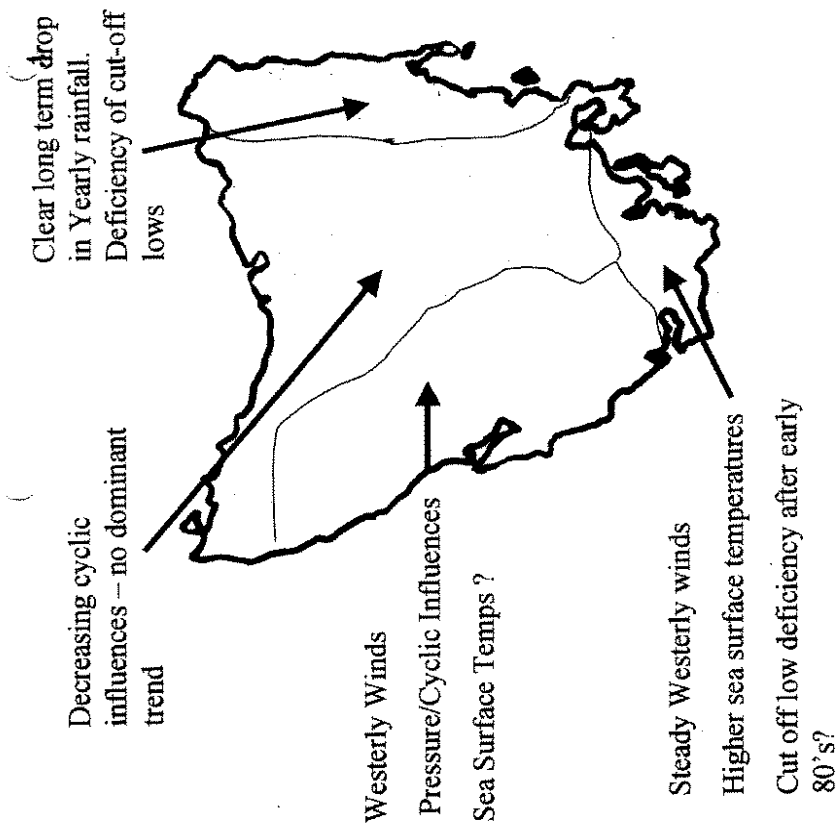 Decreasing cyclic
influences – no dominant
trend
Clear long term drop
in Yearly rainfall.
Deficiency of cut-off
lows
Westerly Winds
Pressure/Cyclic Influences
Sea Surface Temps ?
Steady Westerly winds
Higher sea surface temperatures
Cut off low deficiency after early
80's?